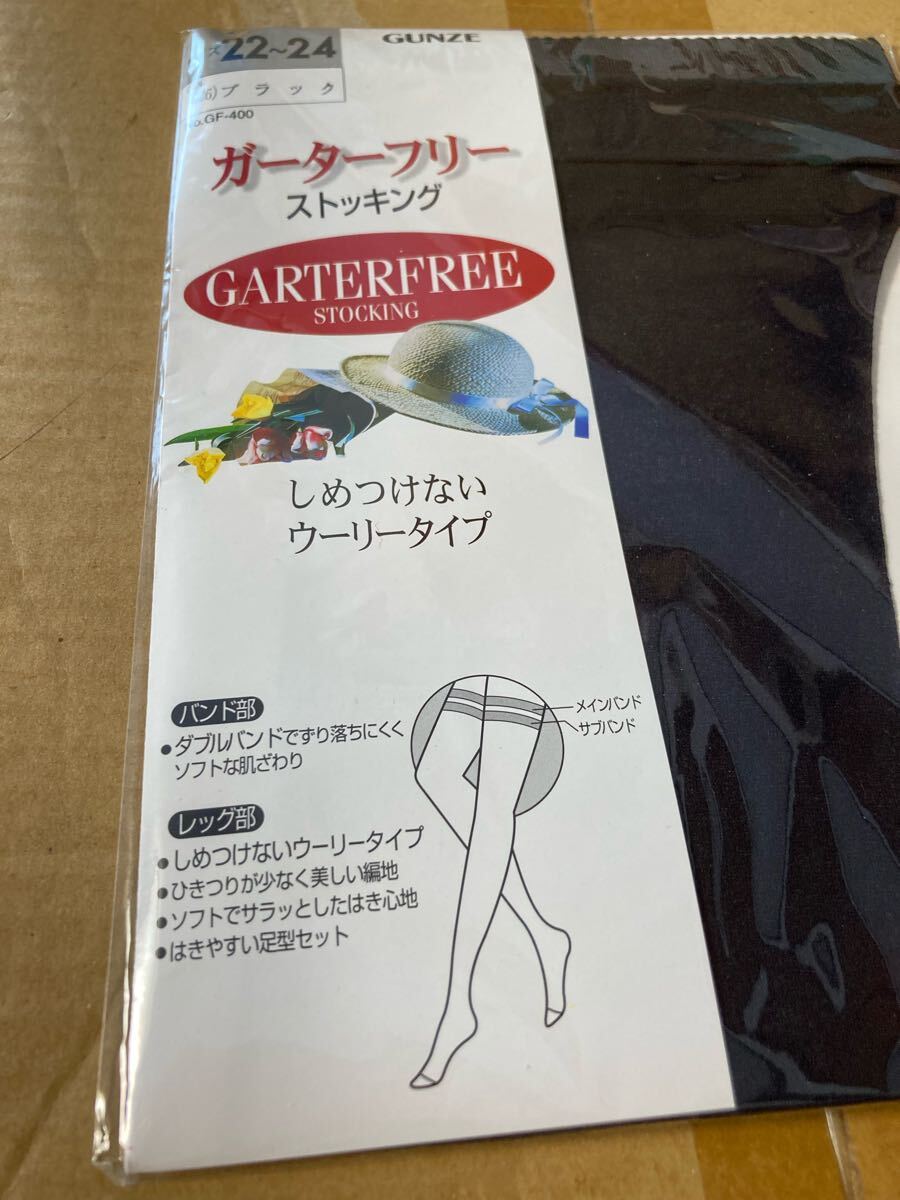 22~24
GUNZE
ブラック
GF-400
ガーターフリー
ストッキング
GARTERFREE
STOCKING
しめつけない
ウーリータイプ
バンド部
•ダブルバンドでずり落ちにくく
ソフトな肌ざわり
メインバンド
サブバンド
レッグ部
•しめつけないウーリータイプ
•ひきつりが少なく美しい編地
•ソフトでサラッとしたはき心地
•はきやすい足型セット